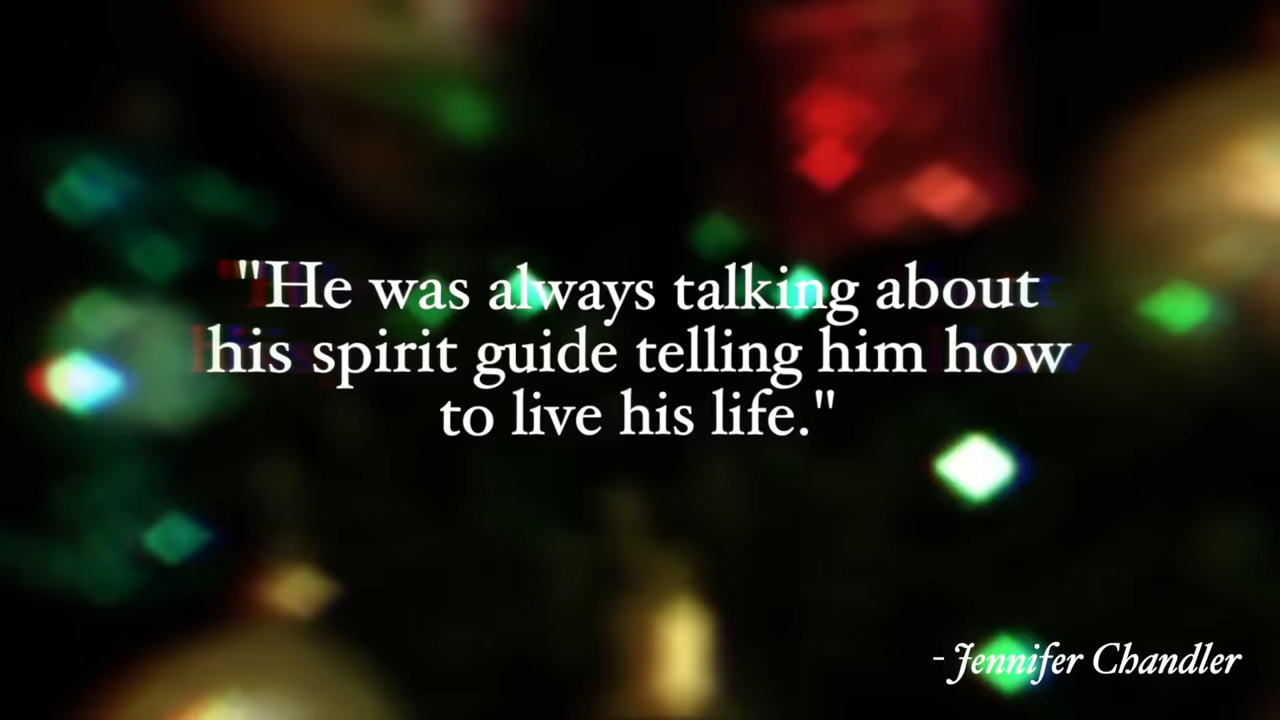 "He was always talking about
his spirit guide telling him how
to live his life."
- Jennifer Chandler